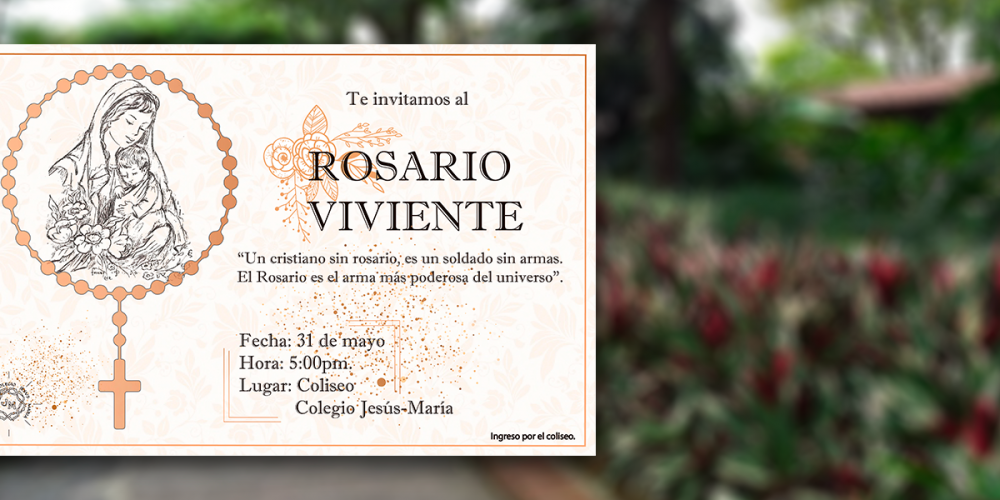 Te invitamos al
ROSARIO
VIVIENTE
“Un cristiano sin rosario, es un soldado sin armas.
El Rosario es el arma más poderosa del universo”.
Fecha: 31 de mayo
Hora: 5:00pm.
Lugar: Coliseo
Colegio Jesús-María
Ingreso por el coliseo.